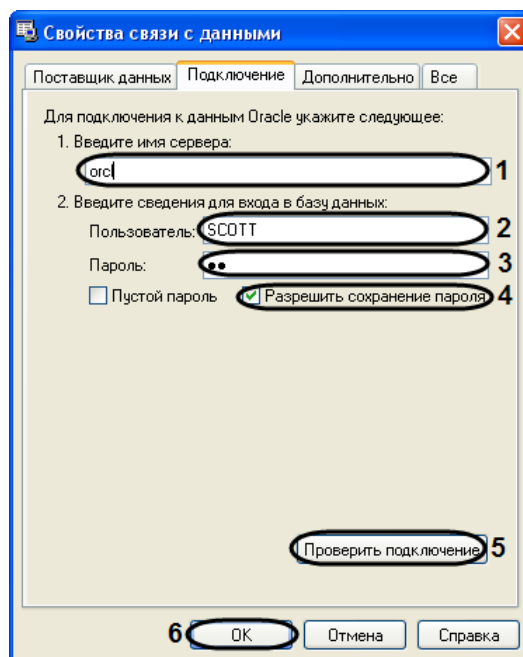 Свойства связи с данными
Поставщик данных Подключение Дополнительно Все
Для подключения к данным Oracle укажите следующее:
1. Введите имя сервера:
orcl 1
2. Введите сведения для входа в базу данных:
Пользователь: SCOTT 2
Пароль: •• 3
Пустой пароль Разрешить сохранение пароля 4
Проверить подключение 5
6 OK Отмена Справка